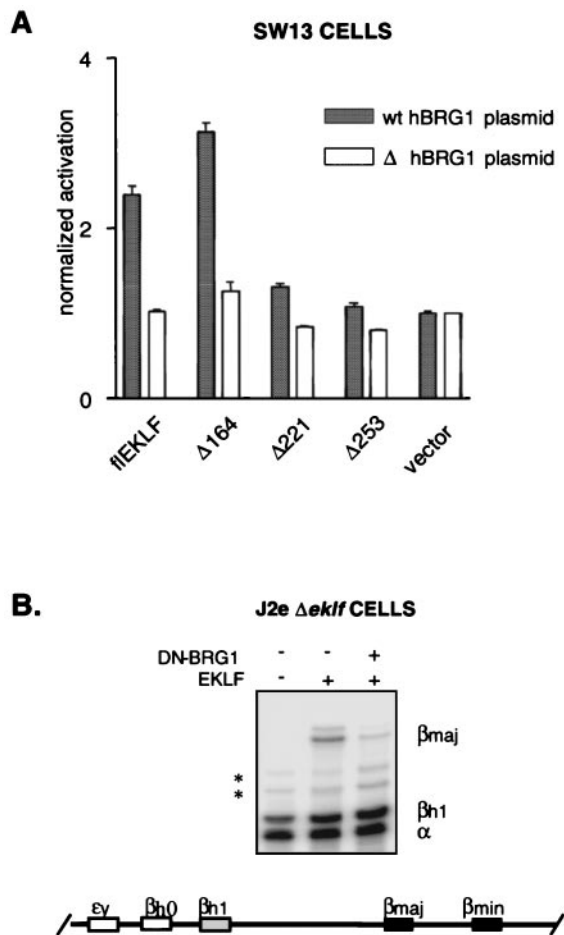 A
SW13 CELLS
normalized activation
4
2
0
wt hBRG1 plasmid
Δ hBRG1 plasmid
flEKLF
Δ164
Δ221
Δ253
vector
B.
J2e Δeklf CELLS
DN-BRG1 - - +
EKLF - + +
βmaj
*
*
βh1
α
εy βh0 βh1 βmaj βmin